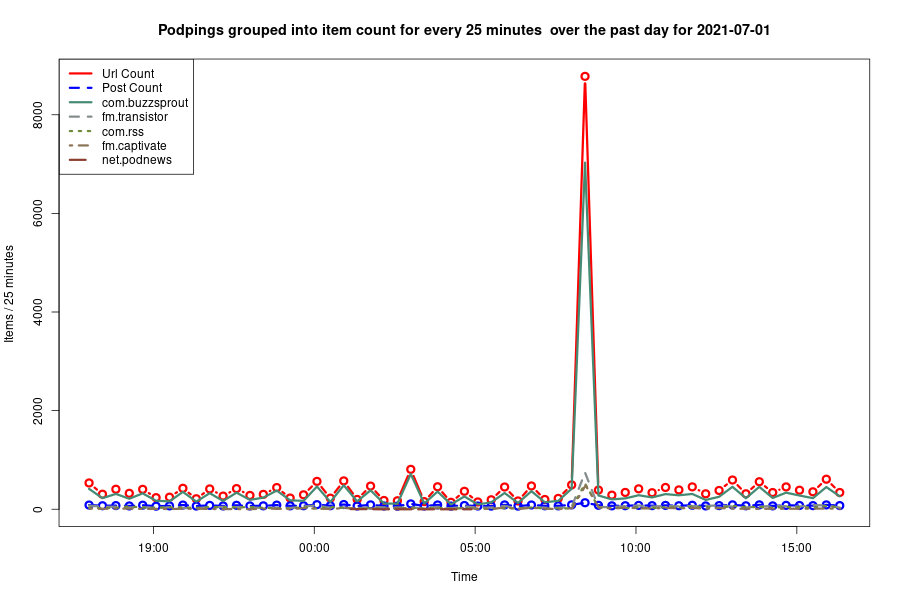 Podpings grouped into item count for every 25 minutes  over the past day for 2021-07-01
Url Count
Post Count
com.buzzsprout
fm.transistor
com.rss
fm.captivate
net.podnews
Items / 25 minutes
8000
6000
4000
2000
0
19:00 00:00 05:00 10:00 15:00
Time